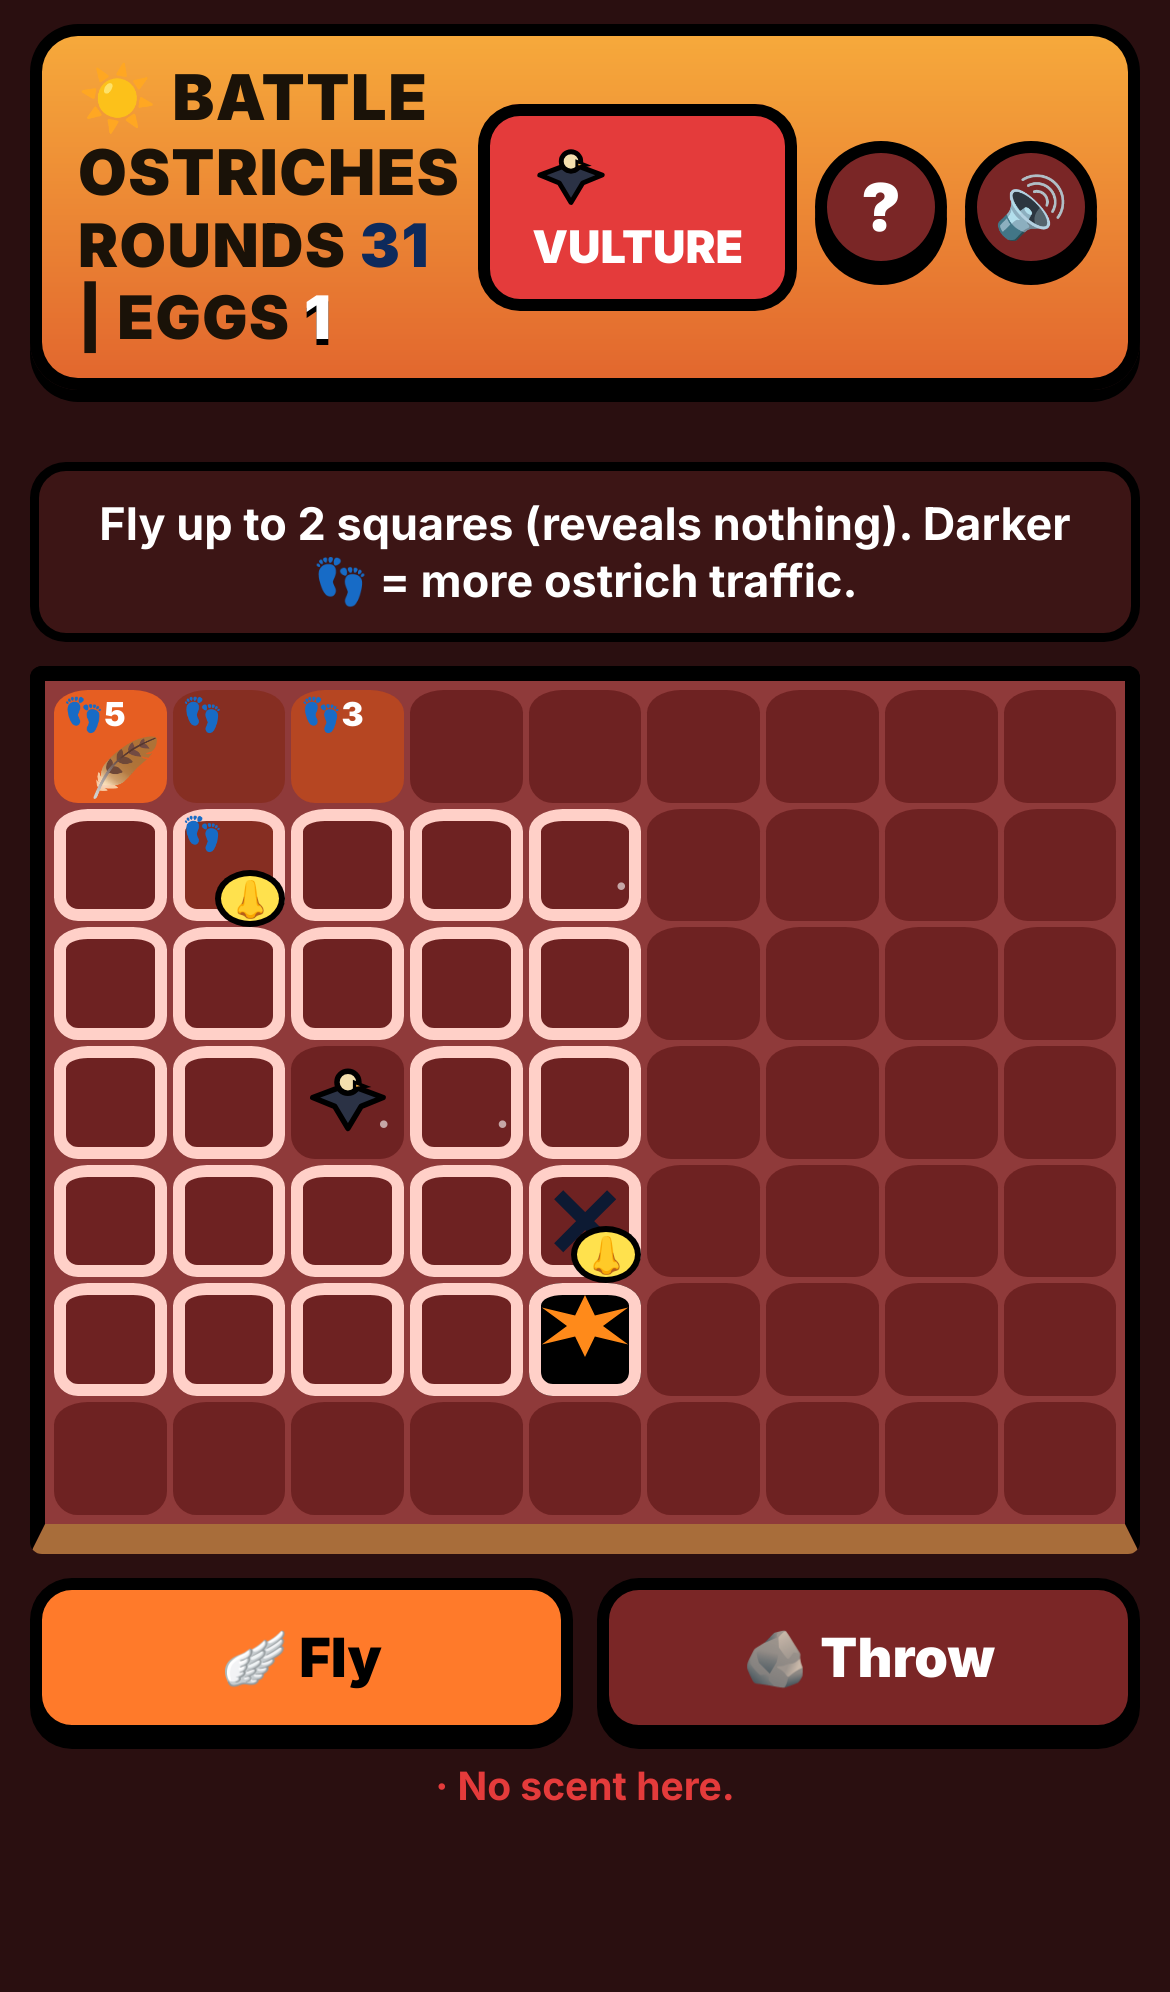 ☀️ BATTLE
OSTRICHES
ROUNDS 31
| EGGS 1
VULTURE
?
Fly up to 2 squares (reveals nothing). Darker
👣 = more ostrich traffic.
👣5 👣 👣3
Fly
Throw
· No scent here.